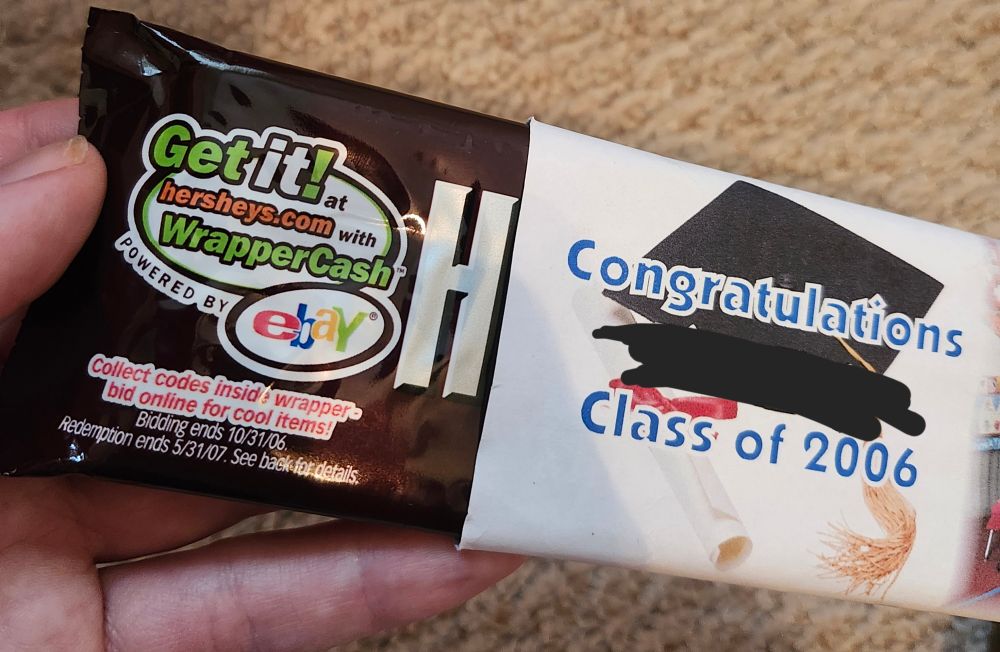 Get it! at
hersheys.com with
WrapperCash™
POWERED BY
ebay®
Collect codes inside wrapper-
bid online for cool items!
Bidding ends 10/31/06.
Redemption ends 5/31/07. See back for details.
H
Congratulations
Class of 2006